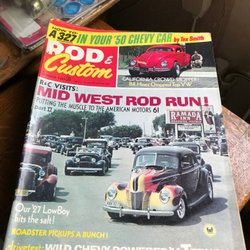 A 327 IN YOUR '50 CHEVY CAR by Tex Smith
ROD &
Custom
CALIFORNIA CROWD STOPPER!
R&C VISITS:
MID WEST ROD RUN!
PUTTING THE MUSCLE TO THE AMERICAN MOTORS 6!
Part II
RAMADA
INN
Our '27 LowBoy
hits the salt!
ROADSTER PICKUPS A BUNCH!
WILD CHEVY POWERED